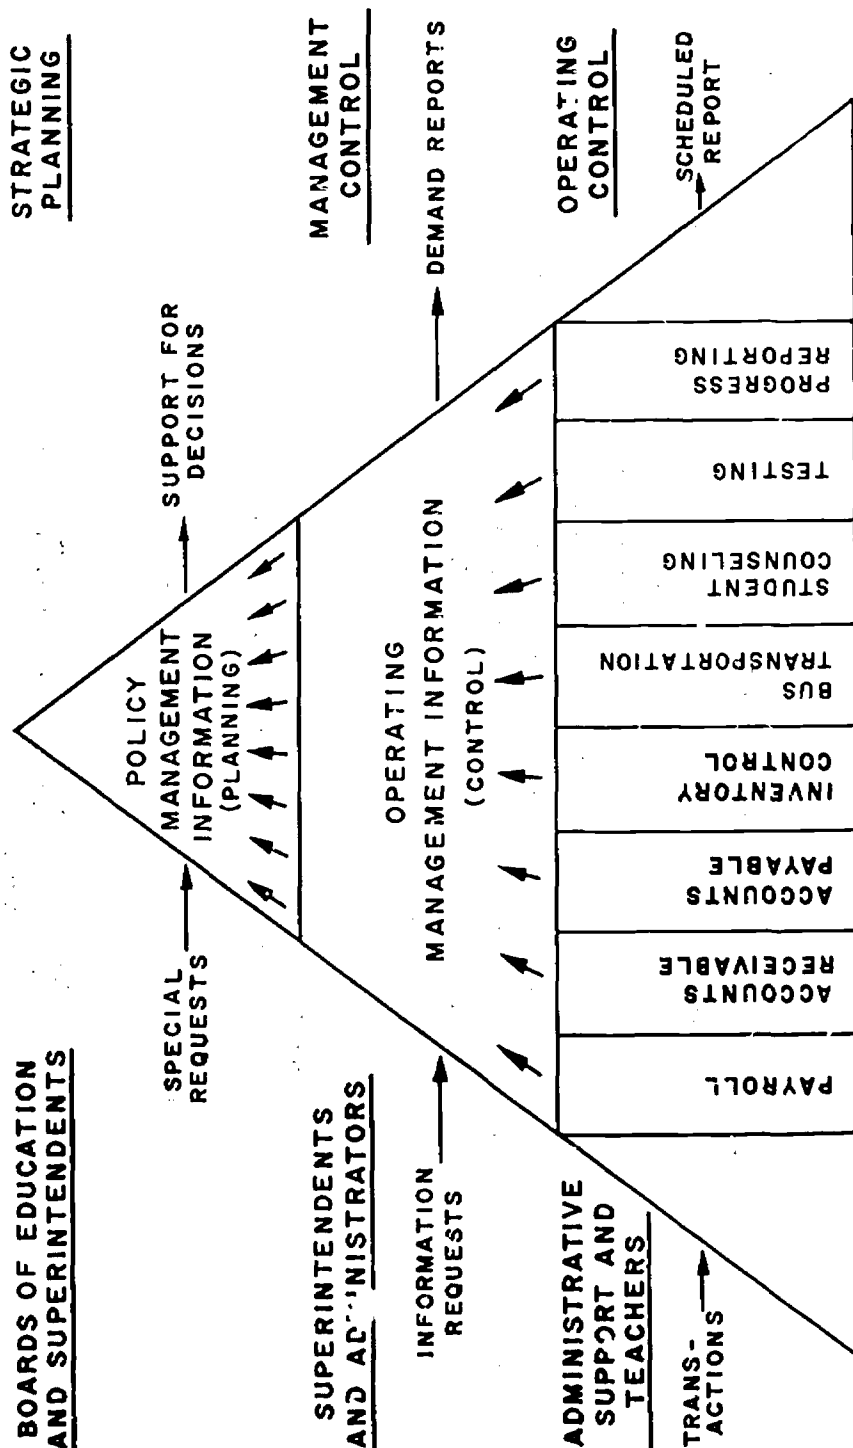 BOARDS OF EDUCATION
AND SUPERINTENDENTS
STRATEGIC
PLANNING
SPECIAL
REQUESTS
POLICY
MANAGEMENT
INFORMATION
(PLANNING)
SUPPORT FOR
DECISIONS
SUPERINTENDENTS
AND ADMINISTRATORS
MANAGEMENT
CONTROL
INFORMATION
REQUESTS
OPERATING
MANAGEMENT INFORMATION
(CONTROL)
DEMAND REPORTS
ADMINISTRATIVE
SUPPORT AND
TEACHERS
OPERATING
CONTROL
TRANS-
ACTIONS
SCHEDULED
REPORT
PAYROLL
ACCOUNTS
RECEIVABLE
ACCOUNTS
PAYABLE
INVENTORY
CONTROL
BUS
TRANSPORTATION
STUDENT
COUNSELING
TESTING
PROGRESS
REPORTING